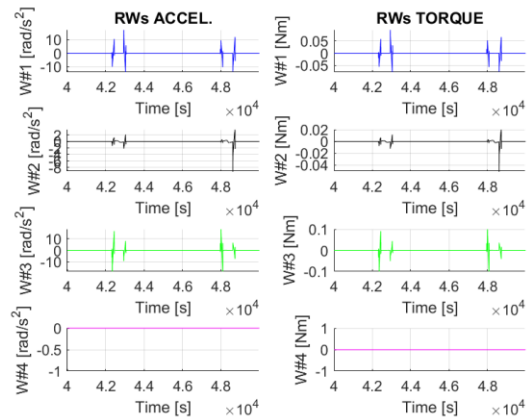 RWs ACCEL.
W#1 [rad/s²]
10
0
-10
4 4.2 4.4 4.6 4.8
Time [s] ×10⁴
W#2 [rad/s²]
2
0
-2
-4
-6
-8
4 4.2 4.4 4.6 4.8
Time [s] ×10⁴
W#3 [rad/s²]
10
0
-10
4 4.2 4.4 4.6 4.8
Time [s] ×10⁴
W#4 [rad/s²]
0
-0.5
-1
4 4.2 4.4 4.6 4.8
Time [s] ×10⁴
RWs TORQUE
W#1 [Nm]
0.05
0
-0.05
4 4.2 4.4 4.6 4.8
Time [s] ×10⁴
W#2 [Nm]
0.02
0
-0.02
-0.04
4 4.2 4.4 4.6 4.8
Time [s] ×10⁴
W#3 [Nm]
0.1
0
-0.1
4 4.2 4.4 4.6 4.8
Time [s] ×10⁴
W#4 [Nm]
1
0
-1
4 4.2 4.4 4.6 4.8
Time [s] ×10⁴